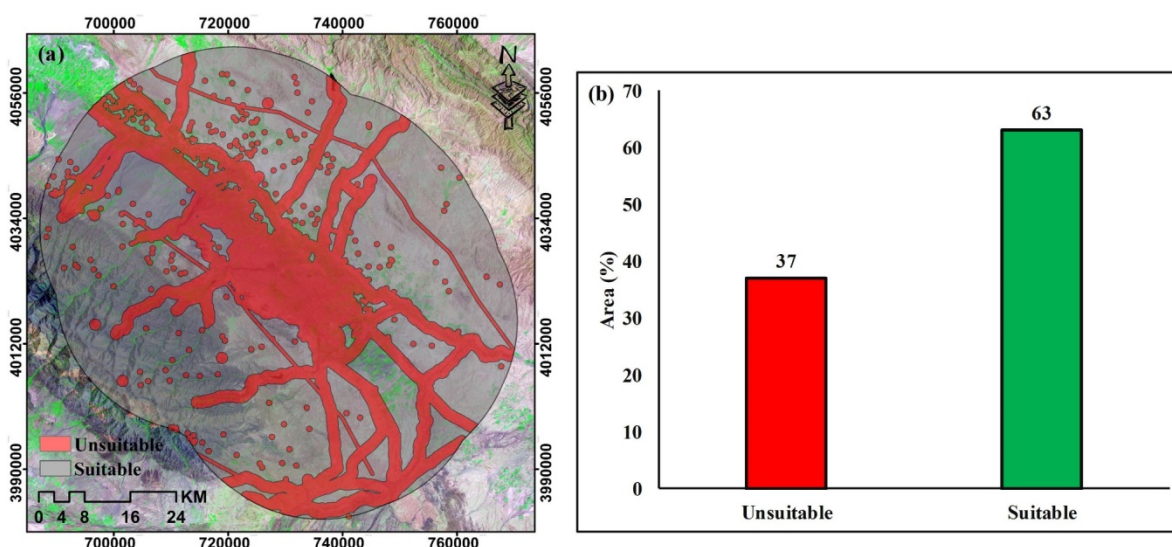 700000 720000 740000 760000
(a)
N
4056000 4056000
4034000 4034000
4012000 4012000
3990000 3990000
Unsuitable
Suitable
KM
0 4 8 16 24
700000 720000 740000 760000
(b)
Area (%)
70
60
50
40
30
20
10
0
37
63
Unsuitable Suitable